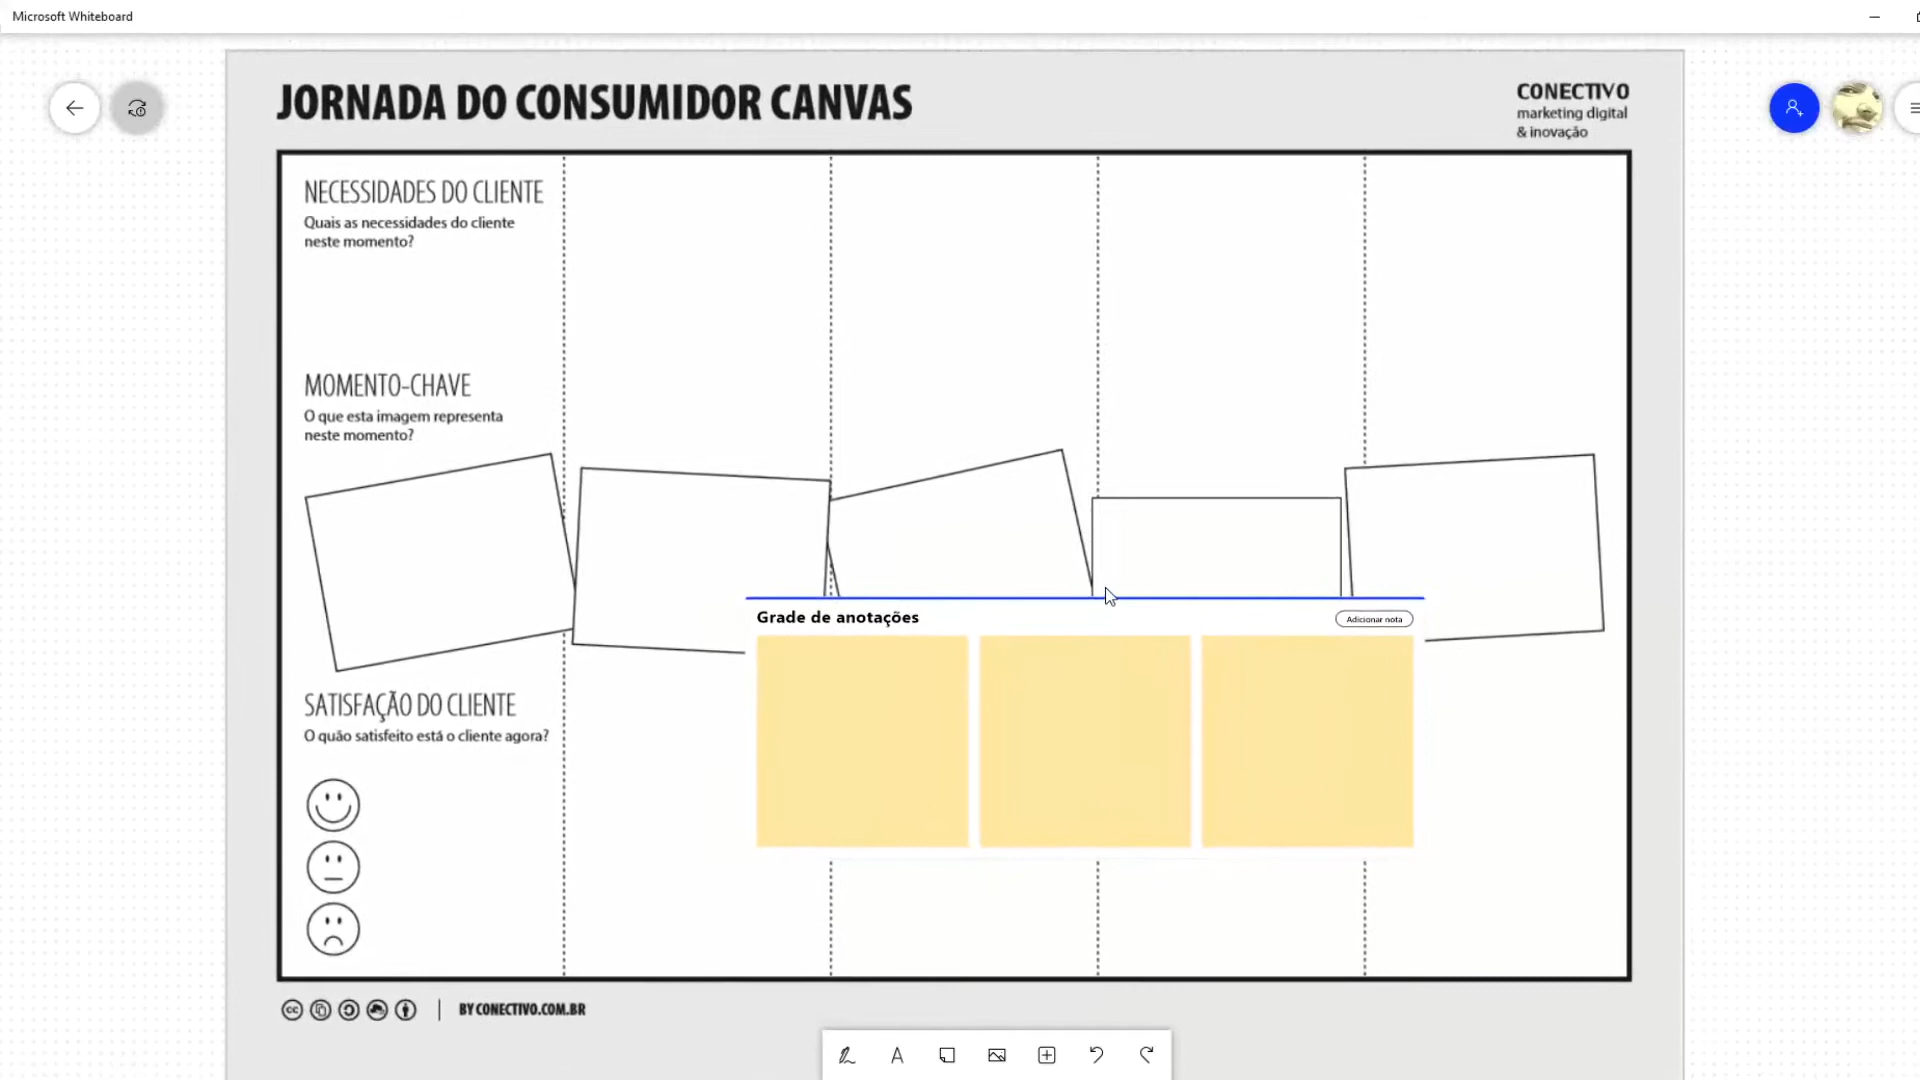 Microsoft Whiteboard
JORNADA DO CONSUMIDOR CANVAS
CONECTIVO
marketing digital
& inovação
NECESSIDADES DO CLIENTE
Quais as necessidades do cliente
neste momento?
MOMENTO-CHAVE
O que esta imagem representa
neste momento?
Grade de anotações
Adicionar nota
SATISFAÇÃO DO CLIENTE
O quão satisfeito está o cliente agora?
cc
BY CONECTIVO.COM.BR
A